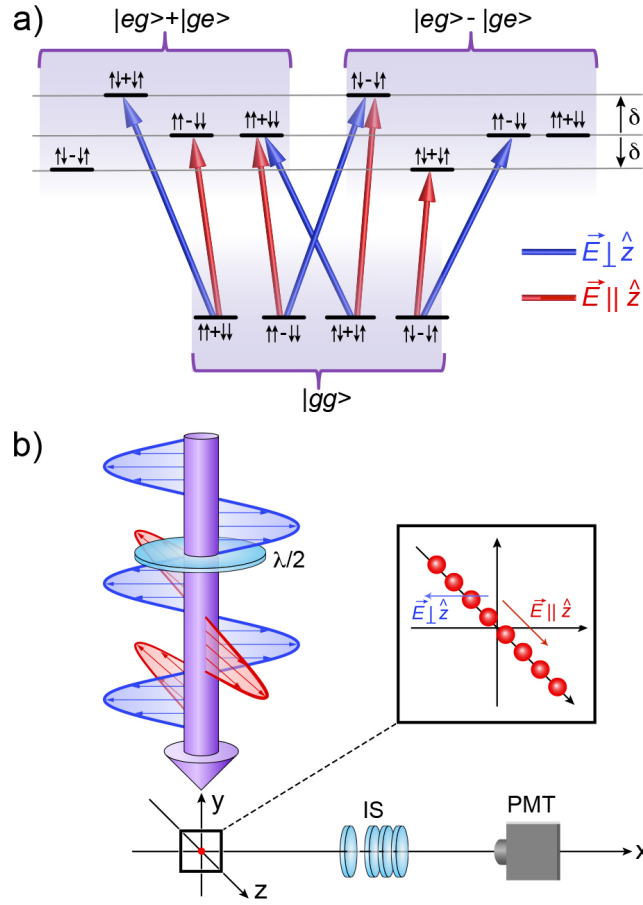 a)
|eg>+|ge>
|eg>-|ge>
↑↓+↓↑
↑↓-↓↑
↑↑-↓↓
↑↑+↓↓
↑↑-↓↓
↑↑+↓↓
↑↓-↓↑
↑↓+↓↑
δ
δ
E⃗⊥ẑ
E⃗||ẑ
↑↑+↓↓
↑↑-↓↓
↑↓+↓↑
↑↓-↓↑
|gg>
b)
λ/2
E⃗⊥ẑ
E⃗||ẑ
y
IS
PMT
x
z